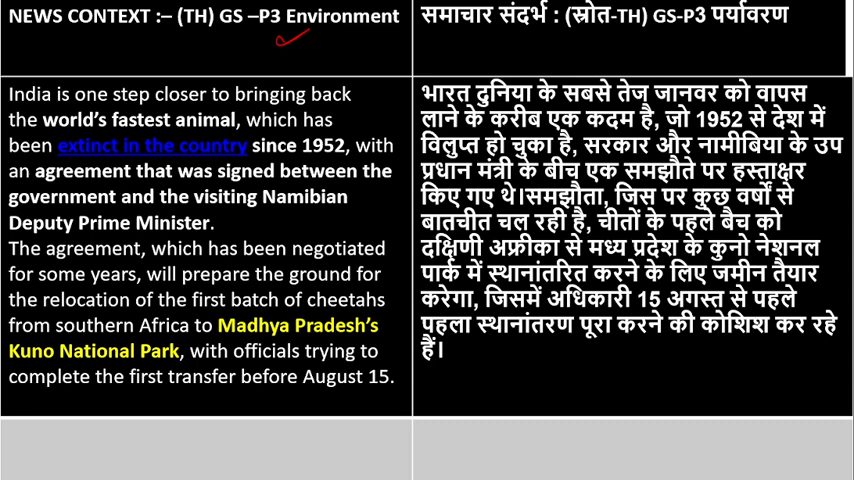 NEWS CONTEXT :– (TH) GS –P3 Environment
समाचार संदर्भ : (स्रोत-TH) GS-P3 पर्यावरण
India is one step closer to bringing back
the world’s fastest animal, which has
been extinct in the country since 1952, with
an agreement that was signed between the
government and the visiting Namibian
Deputy Prime Minister.
The agreement, which has been negotiated
for some years, will prepare the ground for
the relocation of the first batch of cheetahs
from southern Africa to Madhya Pradesh’s
Kuno National Park, with officials trying to
complete the first transfer before August 15.
भारत दुनिया के सबसे तेज जानवर को वापस
लाने के करीब एक कदम है, जो 1952 से देश में
विलुप्त हो चुका है, सरकार और नामीबिया के उप
प्रधान मंत्री के बीच एक समझौते पर हस्ताक्षर
किए गए थे।समझौता, जिस पर कुछ वर्षों से
बातचीत चल रही है, चीतों के पहले बैच को
दक्षिणी अफ्रीका से मध्य प्रदेश के कुनो नेशनल
पार्क में स्थानांतरित करने के लिए जमीन तैयार
करेगा, जिसमें अधिकारी 15 अगस्त से पहले
पहला स्थानांतरण पूरा करने की कोशिश कर रहे
हैं।